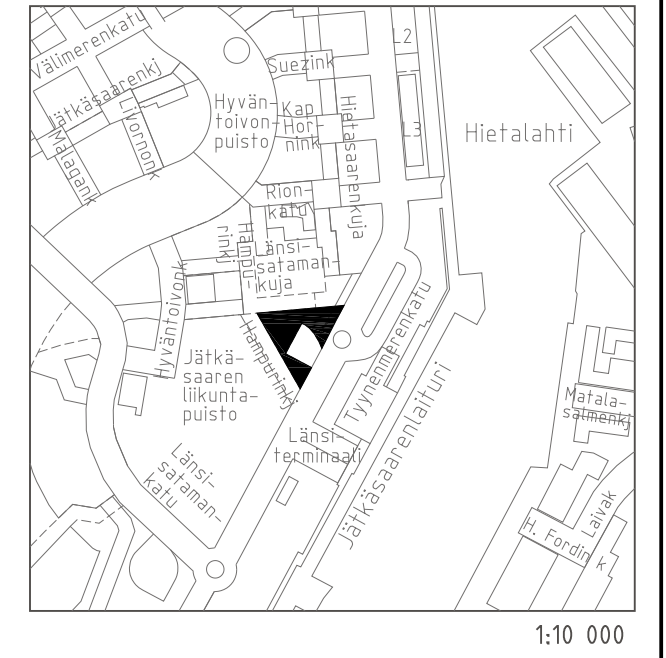 Välimerenkatu
Jätkäsaarenkj
Malagank
Livornonk
Suezink
L2
L3
Hyvän-
toivon-
puisto
Kap
Hor-
nink
Hietasaarenkuja
Hietalahti
Rion-
katu
Hampu-
rinkj
Länsi-
sataman-
kuja
Hyväntoivonk
Hampurinkj
Tyynenmerenkatu
Jätkä-
saaren
liikunta-
puisto
Länsi-
terminaali
Länsi-
sataman-
katu
Jätkäsaarenlaituri
Matala-
salmenkj
Laivak
H. Fordin k
1:10 000